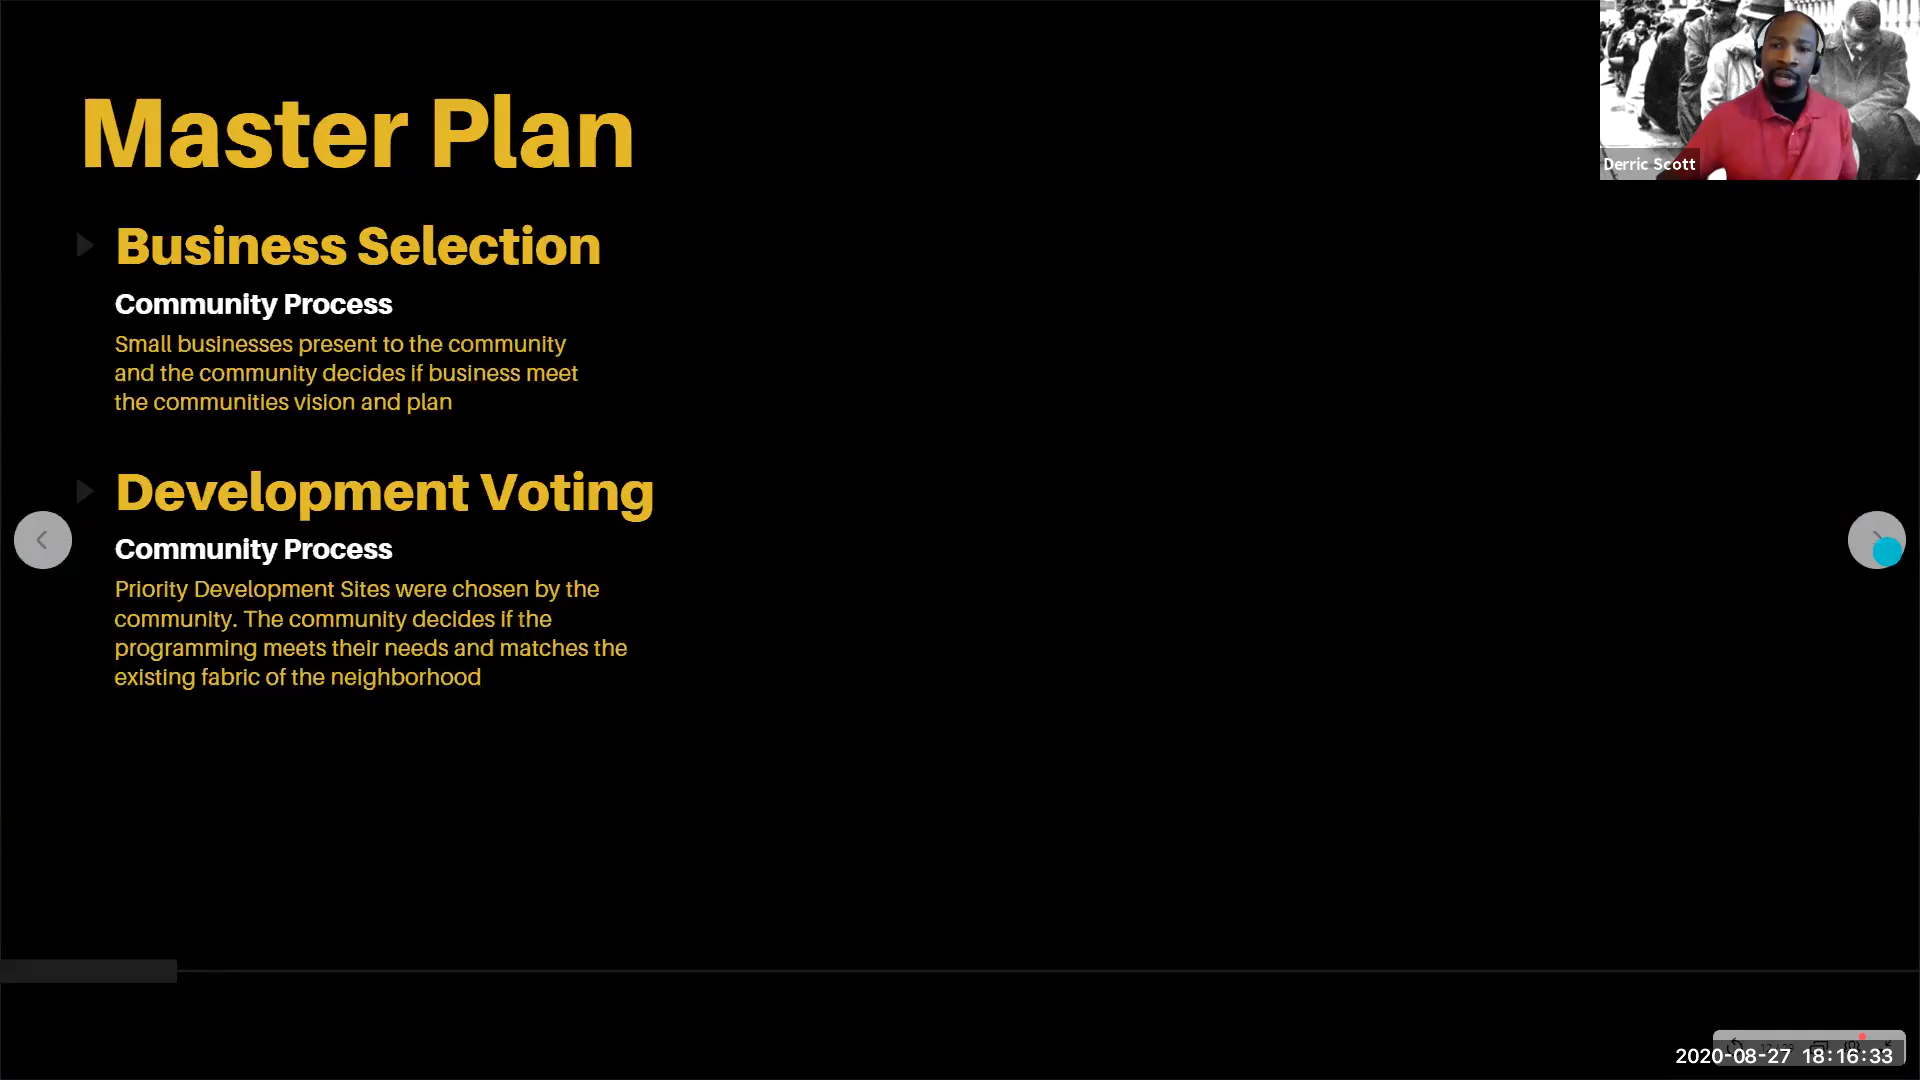 Master Plan
Derric Scott
Business Selection
Community Process
Small businesses present to the community
and the community decides if business meet
the communities vision and plan
Development Voting
Community Process
Priority Development Sites were chosen by the
community. The community decides if the
programming meets their needs and matches the
existing fabric of the neighborhood
2020-08-27 18:16:33